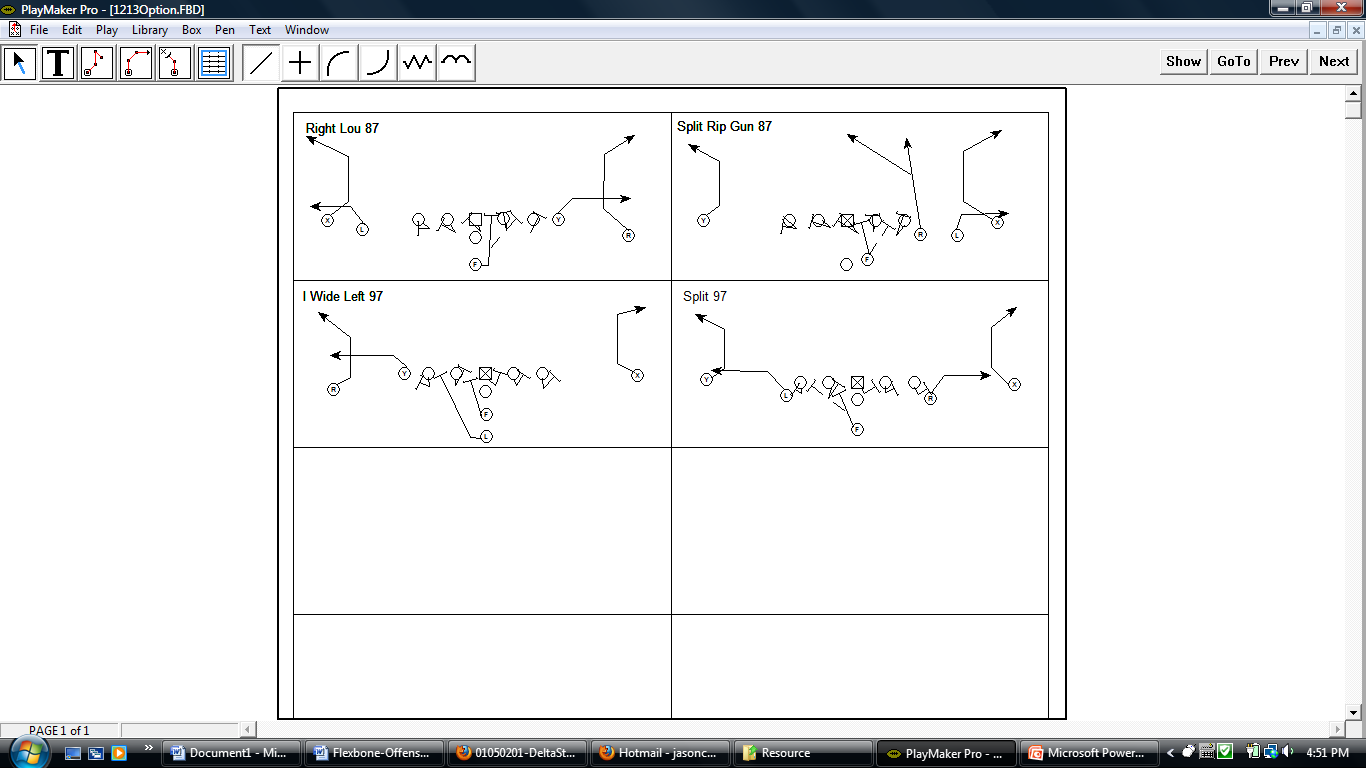 PlayMaker Pro - [1213Option.FBD]
File Edit Play Library Box Pen Text Window
T Show GoTo Prev Next
Right Lou 87
X L Y R F
Split Rip Gun 87
Y R L X F
I Wide Left 97
R Y X F L
Split 97
Y L R X F
PAGE 1 of 1
Document1 - Mi... Flexbone-Offens... 01050201-DeltaSt... Hotmail - jasonc... Resource PlayMaker Pro - ... Microsoft Power... 4:51 PM